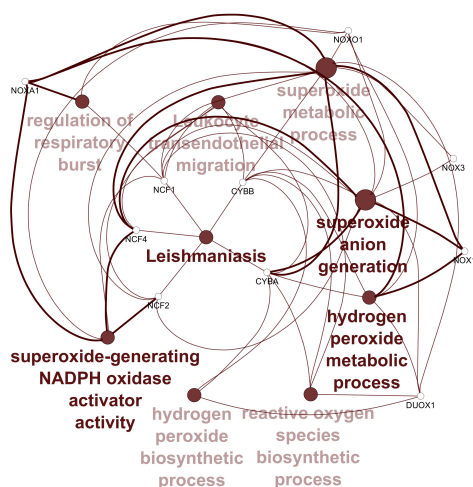 NOXO1
NOXA1
superoxide
metabolic
process
regulation of
respiratory
burst
Leukocyte
transendothelial
migration
NOX3
NCF1
CYBB
superoxide
anion
generation
NCF4
Leishmaniasis
NOX1
CYBA
NCF2
hydrogen
peroxide
metabolic
process
superoxide-generating
NADPH oxidase
activator
activity
DUOX1
hydrogen
peroxide
biosynthetic
process
reactive oxygen
species
biosynthetic
process